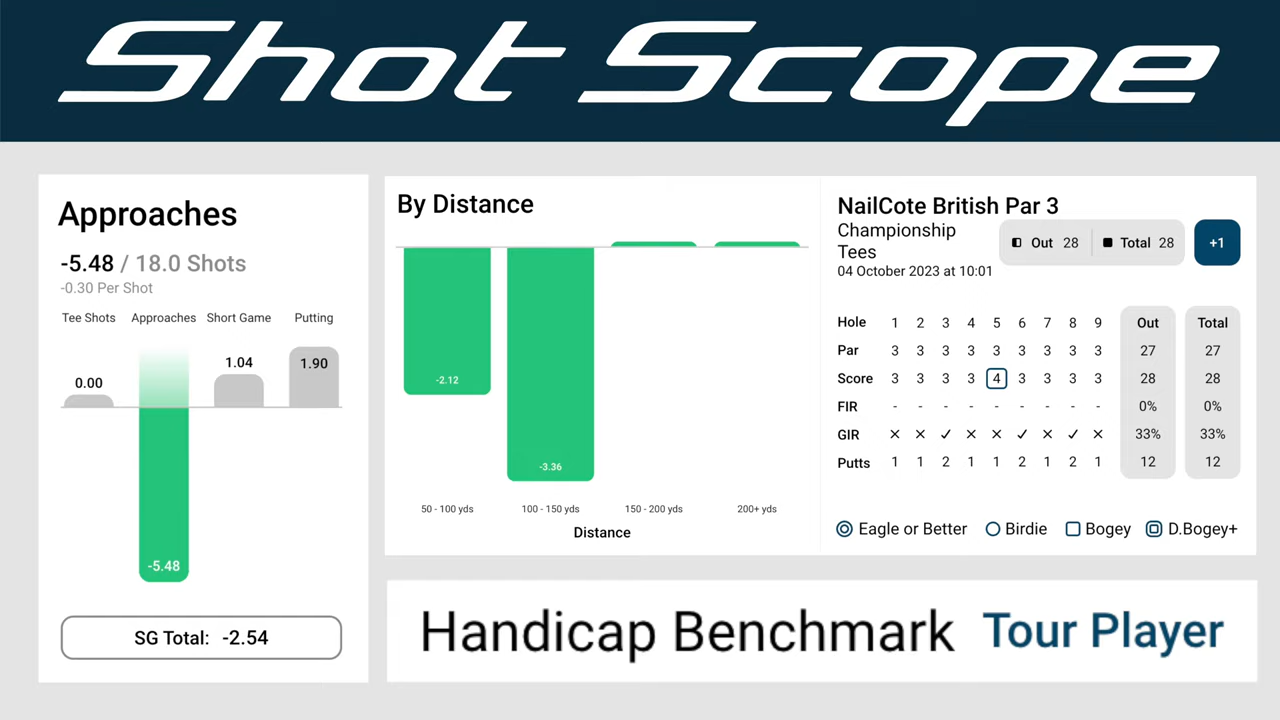 Shot Scope
Approaches
-5.48 / 18.0 Shots
-0.30 Per Shot
Tee Shots Approaches Short Game Putting
0.00 1.04 1.90
-5.48
SG Total: -2.54
By Distance
-2.12
-3.36
50 - 100 yds 100 - 150 yds 150 - 200 yds 200+ yds
Distance
NailCote British Par 3
Championship
Tees
04 October 2023 at 10:01
Out 28 Total 28 +1
Hole 1 2 3 4 5 6 7 8 9 Out Total
Par 3 3 3 3 3 3 3 3 3 27 27
Score 3 3 3 3 4 3 3 3 3 28 28
FIR - - - - - - - - - 0% 0%
GIR ✕ ✕ ✓ ✕ ✕ ✓ ✕ ✓ ✕ 33% 33%
Putts 1 1 2 1 1 2 1 2 1 12 12
Eagle or Better Birdie Bogey D.Bogey+
Handicap Benchmark Tour Player